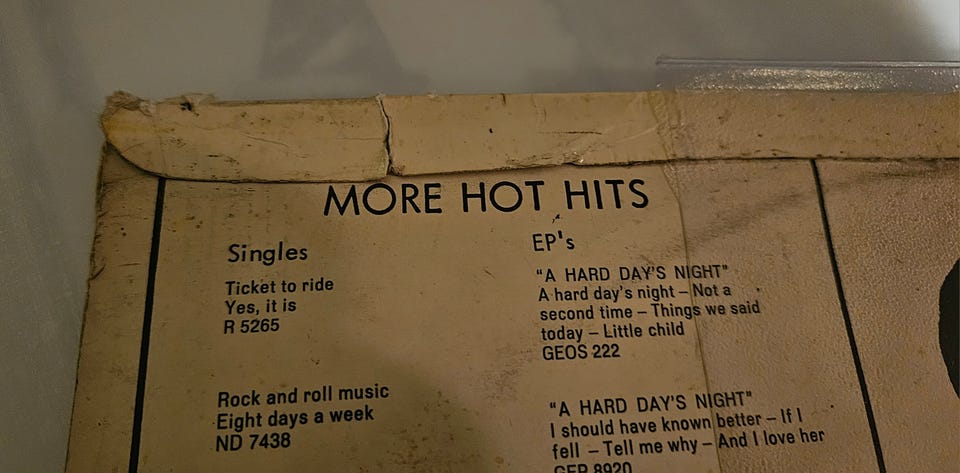 MORE HOT HITS
Singles
Ticket to ride
Yes, it is
R 5265
Rock and roll music
Eight days a week
ND 7438
EP's
"A HARD DAY'S NIGHT"
A hard day's night – Not a
second time – Things we said
today – Little child
GEOS 222
"A HARD DAY'S NIGHT"
I should have known better – If I
fell – Tell me why – And I love her
GEP 8920